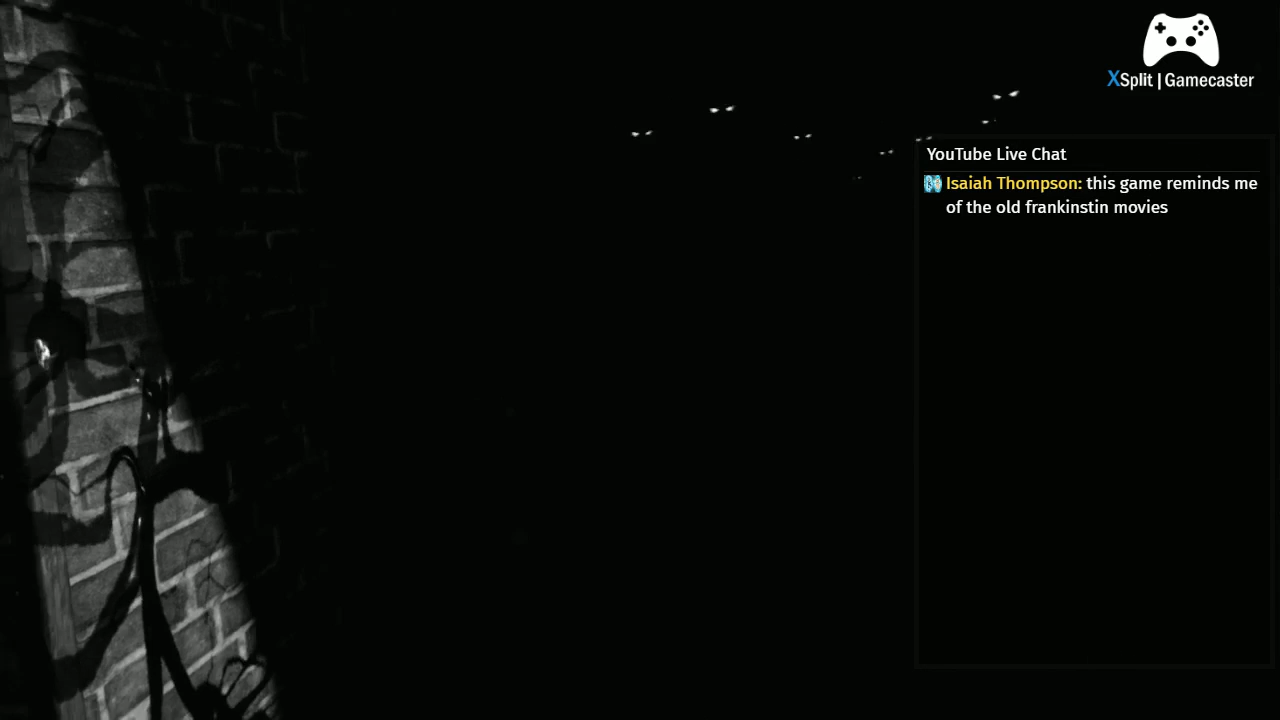 XSplit | Gamecaster
YouTube Live Chat
Isaiah Thompson: this game reminds me
of the old frankinstin movies